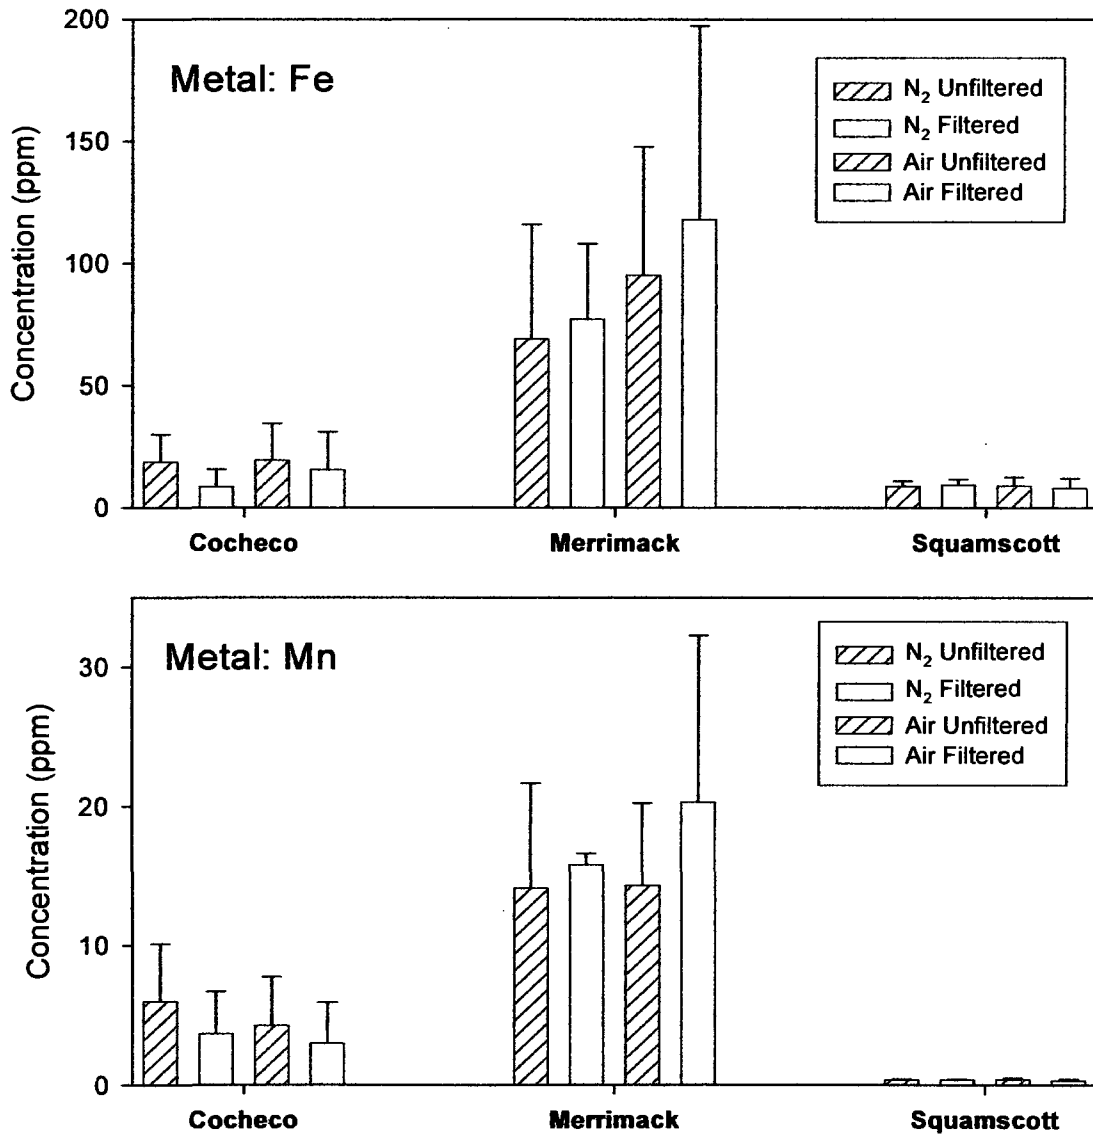 Metal: Fe
Concentration (ppm)
200
150
100
50
0
N2 Unfiltered
N2 Filtered
Air Unfiltered
Air Filtered
Cocheco Merrimack Squamscott
Metal: Mn
Concentration (ppm)
30
20
10
0
N2 Unfiltered
N2 Filtered
Air Unfiltered
Air Filtered
Cocheco Merrimack Squamscott